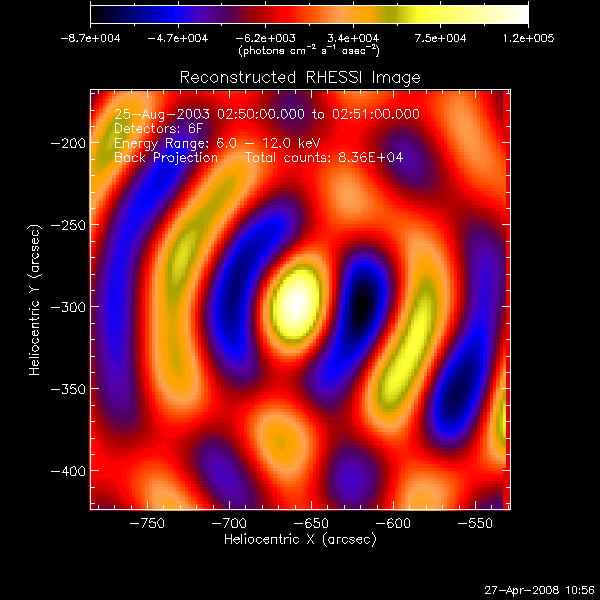 -8.7e+004 -4.7e+004 -6.2e+003 3.4e+004 7.5e+004 1.2e+005
(photons cm-2 s-1 asec-2)
Reconstructed RHESSI Image
25-Aug-2003 02:50:00.000 to 02:51:00.000
Detectors: 6F
Energy Range: 6.0 - 12.0 keV
Back Projection Total counts: 8.36E+04
-200
-250
-300
-350
-400
Heliocentric Y (arcsec)
-750 -700 -650 -600 -550
Heliocentric X (arcsec)
27-Apr-2008 10:56